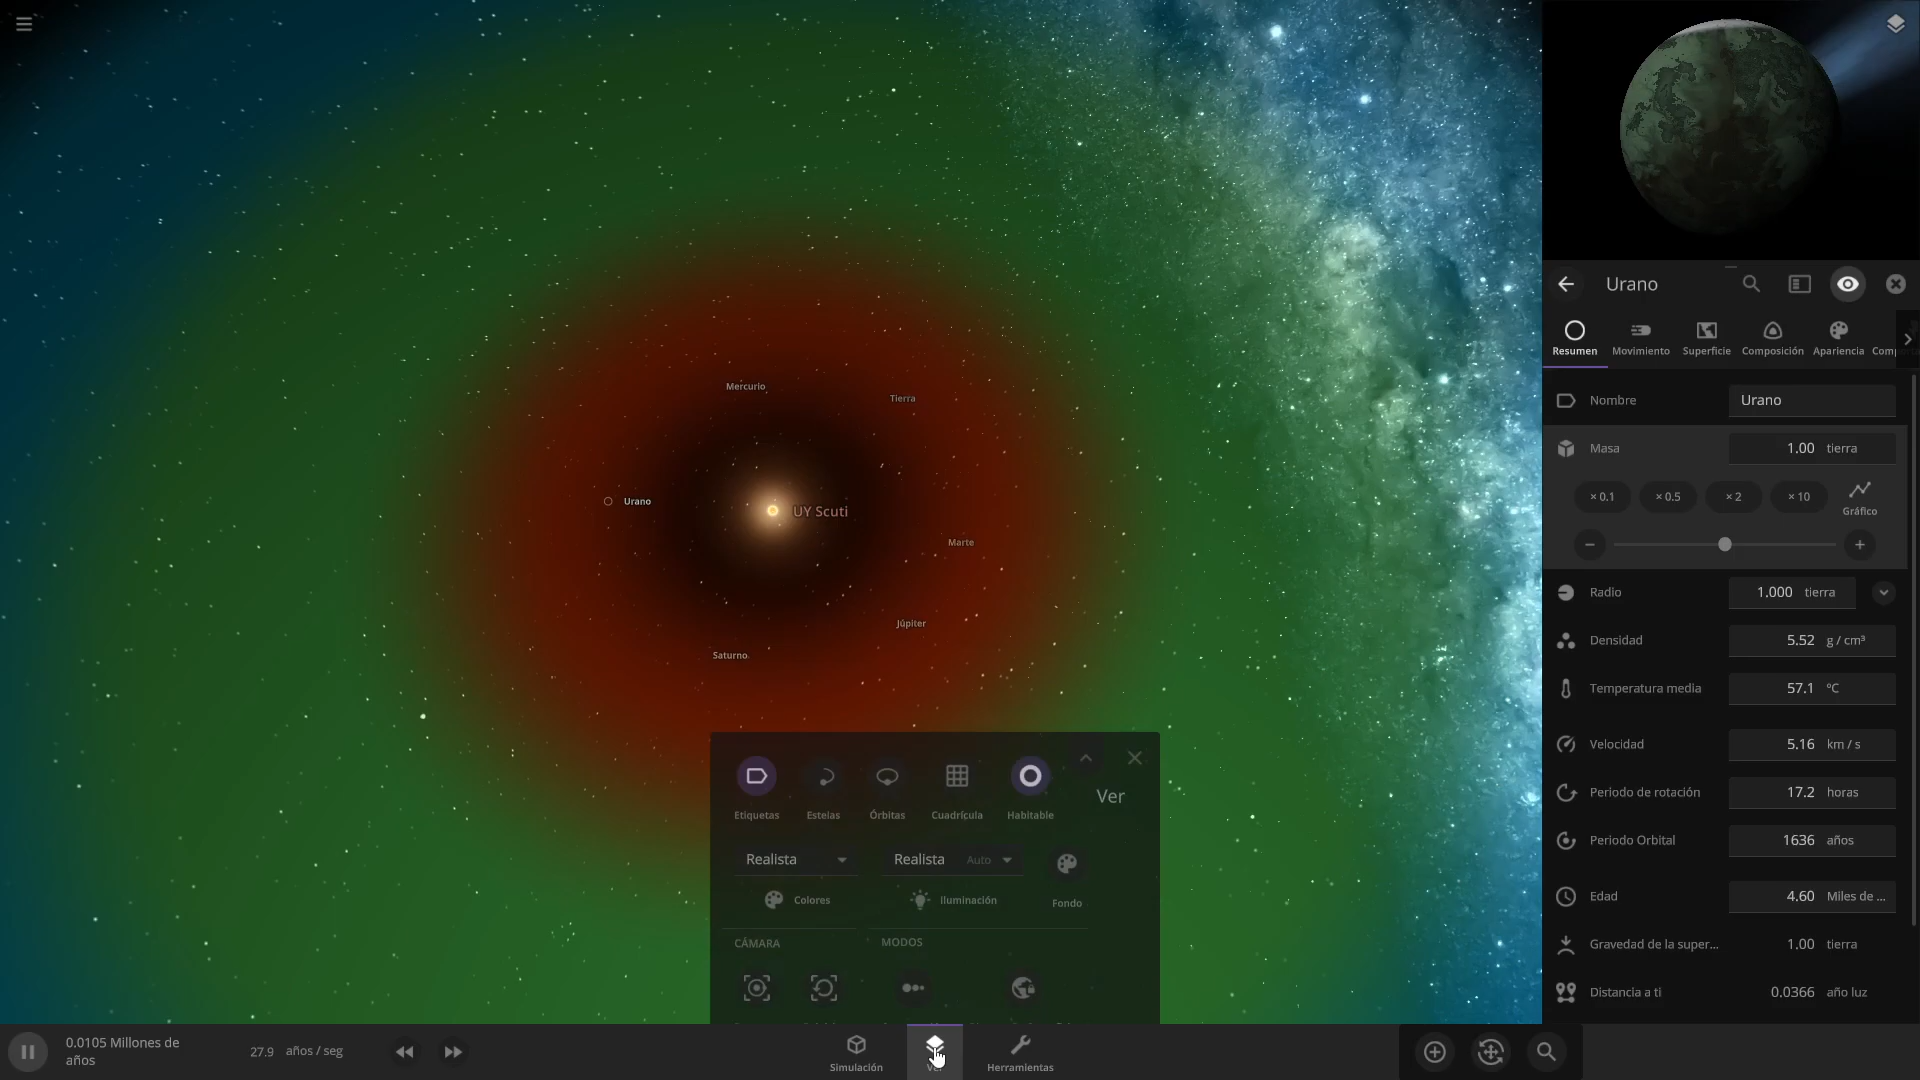 Mercurio
Tierra
Urano
UY Scuti
Marte
Júpiter
Saturno
Etiquetas
Estelas
Órbitas
Cuadrícula
Habitable
Ver
Realista
Realista Auto
Colores
Iluminación
Fondo
CÁMARA
MODOS
0.0105 Millones de
años
27.9 años / seg
Simulación
Herramientas
Urano
Resumen
Movimiento
Superficie
Composición
Apariencia
Nombre Urano
Masa 1.00 tierra
× 0.1
× 0.5
× 2
× 10
Gráfico
Radio 1.000 tierra
Densidad 5.52 g / cm³
Temperatura media 57.1 °C
Velocidad 5.16 km / s
Periodo de rotación 17.2 horas
Periodo Orbital 1636 años
Edad 4.60 Miles de ...
Gravedad de la super... 1.00 tierra
Distancia a ti 0.0366 año luz